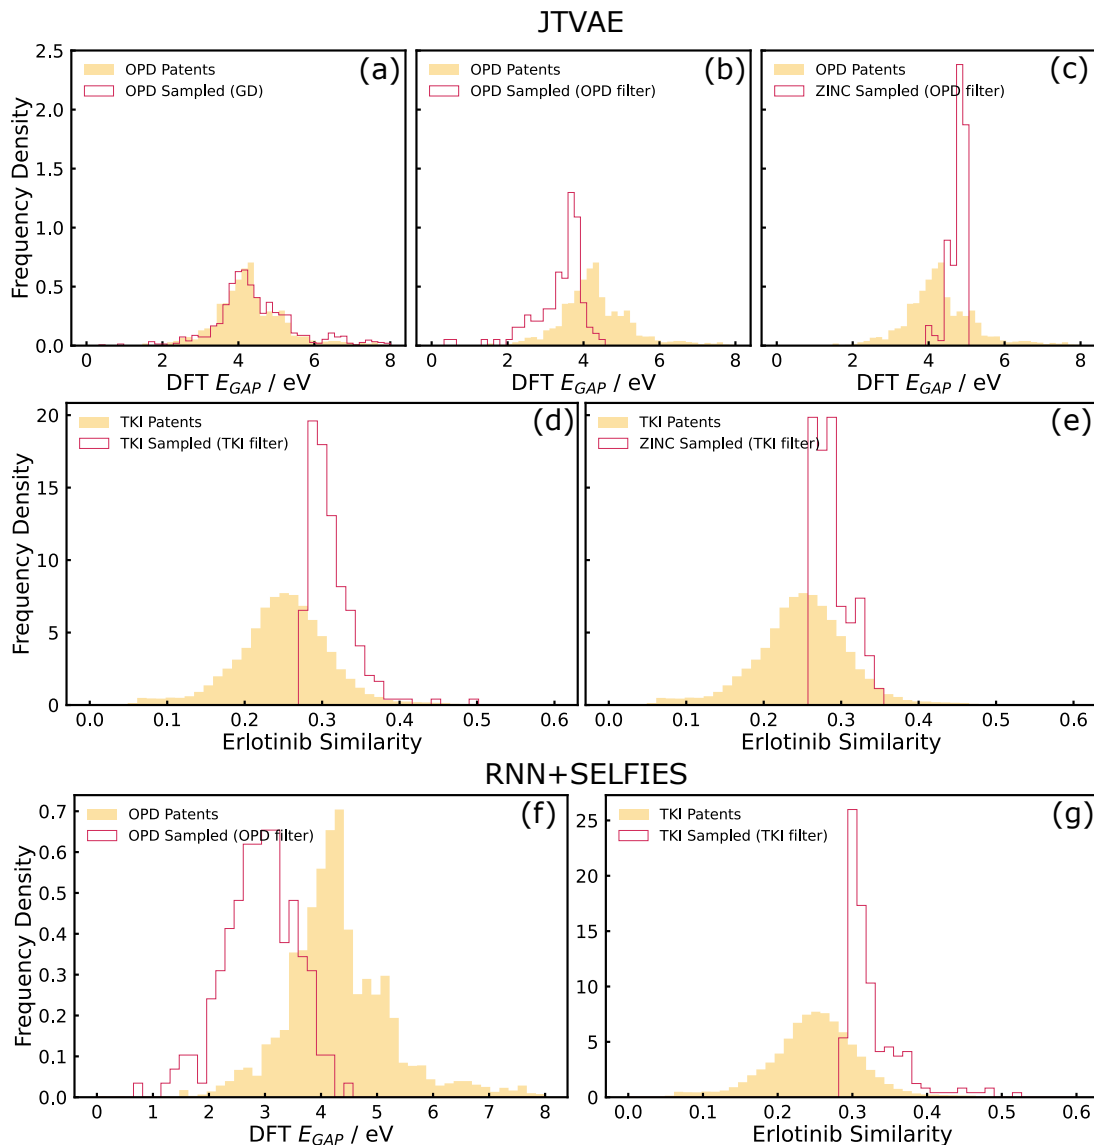 JTVAE
2.5
2.0
1.5
1.0
0.5
0.0
Frequency Density
OPD Patents
OPD Sampled (GD)
(a)
0 2 4 6 8
DFT E_GAP / eV
OPD Patents
OPD Sampled (OPD filter)
(b)
0 2 4 6 8
DFT E_GAP / eV
OPD Patents
ZINC Sampled (OPD filter)
(c)
0 2 4 6 8
DFT E_GAP / eV
20
15
10
5
0
Frequency Density
TKI Patents
TKI Sampled (TKI filter)
(d)
0.0 0.1 0.2 0.3 0.4 0.5 0.6
Erlotinib Similarity
TKI Patents
ZINC Sampled (TKI filter)
(e)
0.0 0.1 0.2 0.3 0.4 0.5 0.6
Erlotinib Similarity
RNN+SELFIES
0.7
0.6
0.5
0.4
0.3
0.2
0.1
0.0
Frequency Density
OPD Patents
OPD Sampled (OPD filter)
(f)
0 1 2 3 4 5 6 7 8
DFT E_GAP / eV
25
20
15
10
5
0
TKI Patents
TKI Sampled (TKI filter)
(g)
0.0 0.1 0.2 0.3 0.4 0.5 0.6
Erlotinib Similarity